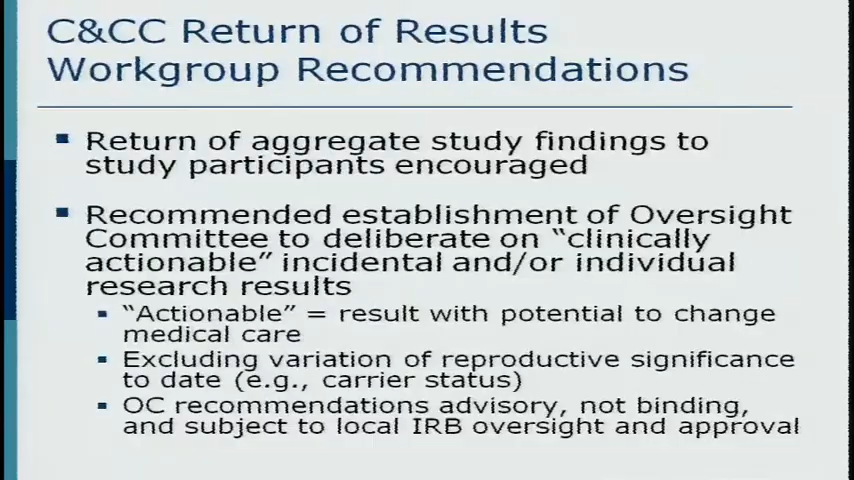 C&CC Return of Results
Workgroup Recommendations
Return of aggregate study findings to
study participants encouraged
Recommended establishment of Oversight
Committee to deliberate on “clinically
actionable” incidental and/or individual
research results
“Actionable” = result with potential to change
medical care
Excluding variation of reproductive significance
to date (e.g., carrier status)
OC recommendations advisory, not binding,
and subject to local IRB oversight and approval